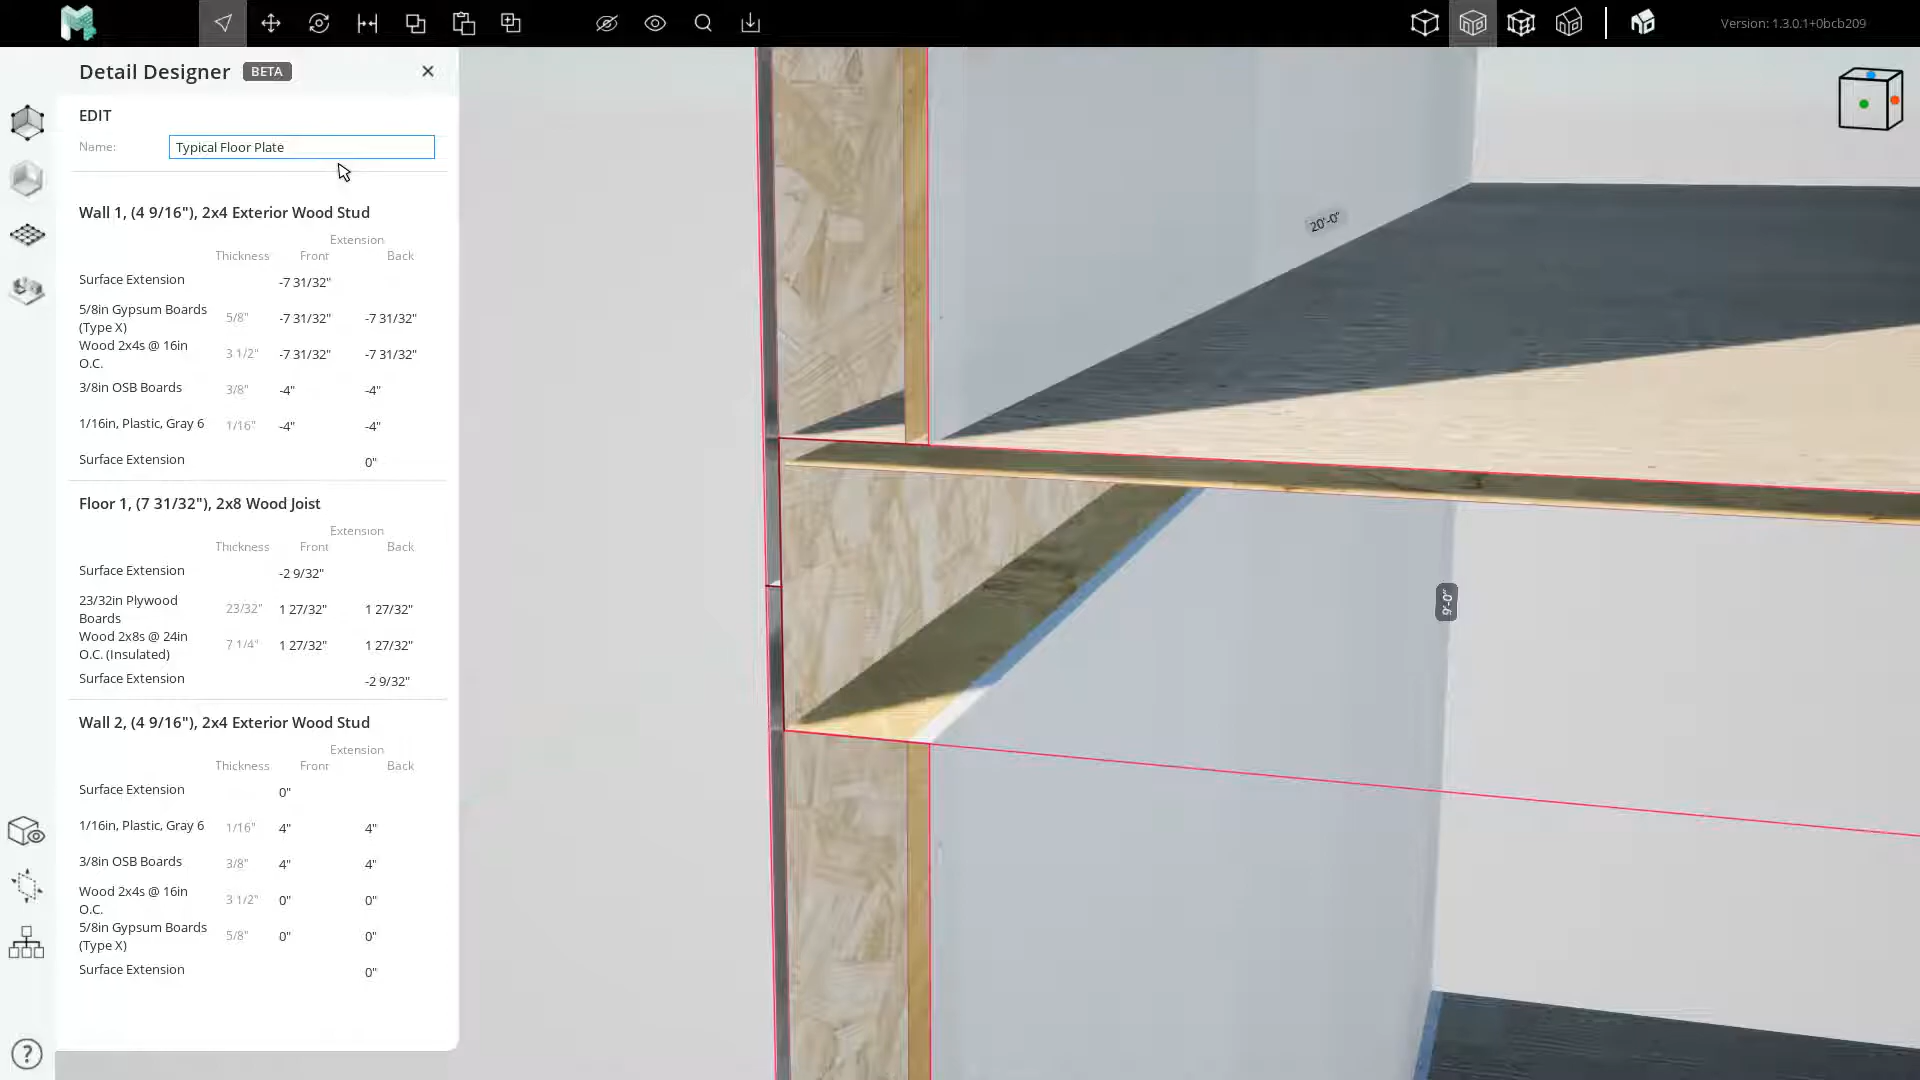 Version: 1.3.0.1+0bcb209
Detail Designer BETA
EDIT
Name: Typical Floor Plate
Wall 1, (4 9/16"), 2x4 Exterior Wood Stud
Extension
Thickness Front Back
Surface Extension -7 31/32"
5/8in Gypsum Boards (Type X) 5/8" -7 31/32" -7 31/32"
Wood 2x4s @ 16in O.C. 3 1/2" -7 31/32" -7 31/32"
3/8in OSB Boards 3/8" -4" -4"
1/16in, Plastic, Gray 6 1/16" -4" -4"
Surface Extension 0"
Floor 1, (7 31/32"), 2x8 Wood Joist
Extension
Thickness Front Back
Surface Extension -2 9/32"
23/32in Plywood Boards 23/32" 1 27/32" 1 27/32"
Wood 2x8s @ 24in O.C. (Insulated) 7 1/4" 1 27/32" 1 27/32"
Surface Extension -2 9/32"
Wall 2, (4 9/16"), 2x4 Exterior Wood Stud
Extension
Thickness Front Back
Surface Extension 0"
1/16in, Plastic, Gray 6 1/16" 4" 4"
3/8in OSB Boards 3/8" 4" 4"
Wood 2x4s @ 16in O.C. 3 1/2" 0" 0"
5/8in Gypsum Boards (Type X) 5/8" 0" 0"
Surface Extension 0"
20'-0"
9'-0"
?